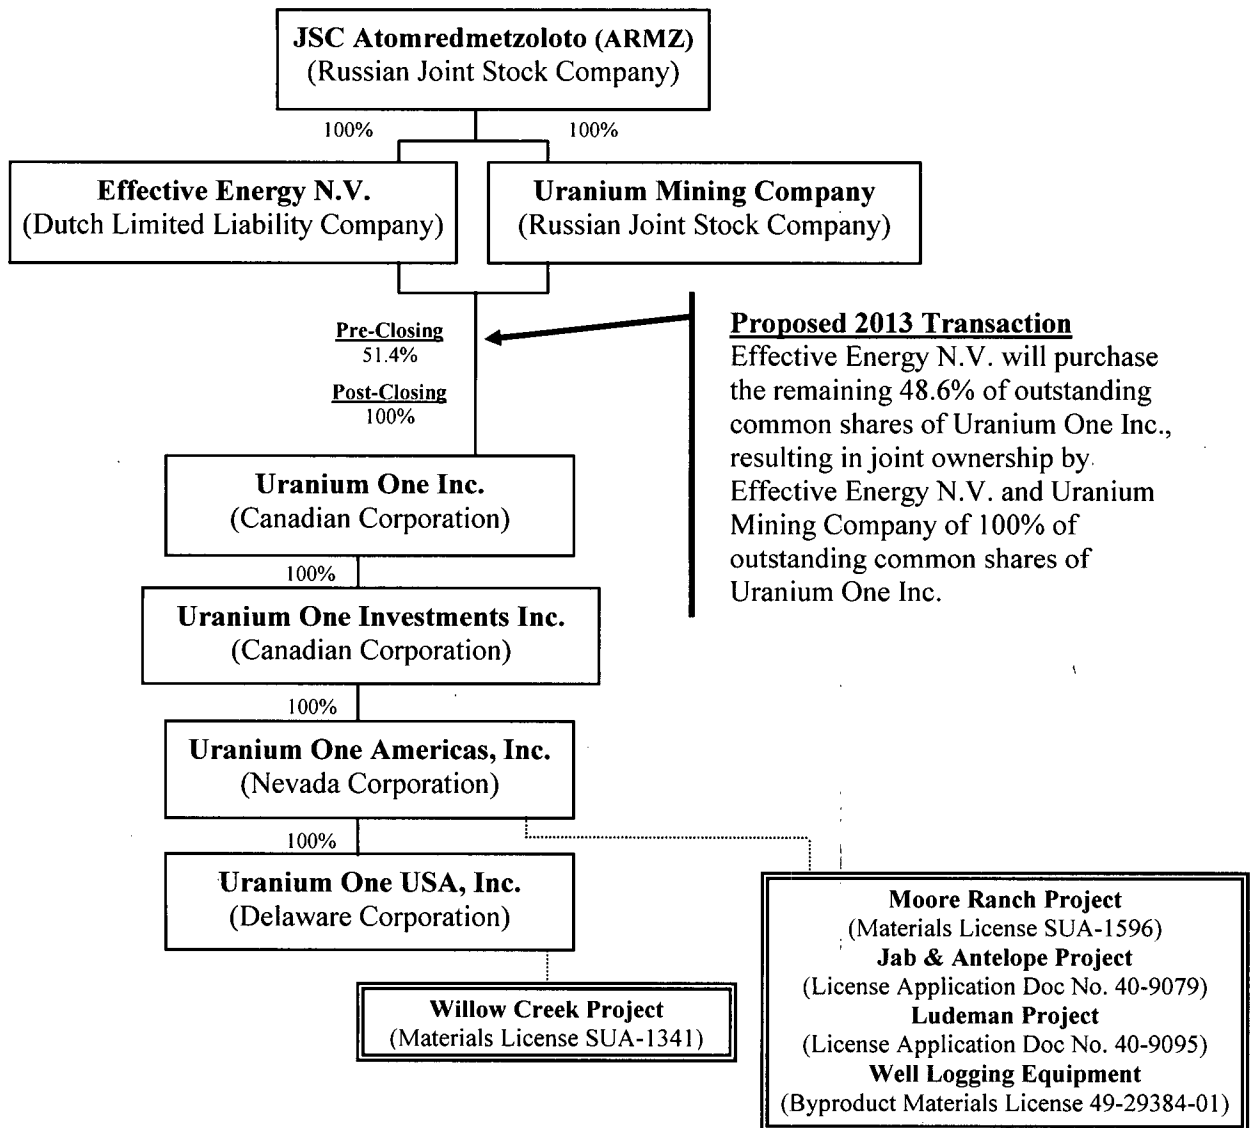 JSC Atomredmetzoloto (ARMZ)
(Russian Joint Stock Company)
100%
100%
Effective Energy N.V.
(Dutch Limited Liability Company)
Uranium Mining Company
(Russian Joint Stock Company)
Pre-Closing
51.4%
Post-Closing
100%
Proposed 2013 Transaction
Effective Energy N.V. will purchase
the remaining 48.6% of outstanding
common shares of Uranium One Inc.,
resulting in joint ownership by
Effective Energy N.V. and Uranium
Mining Company of 100% of
outstanding common shares of
Uranium One Inc.
Uranium One Inc.
(Canadian Corporation)
100%
Uranium One Investments Inc.
(Canadian Corporation)
100%
Uranium One Americas, Inc.
(Nevada Corporation)
100%
Uranium One USA, Inc.
(Delaware Corporation)
Willow Creek Project
(Materials License SUA-1341)
Moore Ranch Project
(Materials License SUA-1596)
Jab & Antelope Project
(License Application Doc No. 40-9079)
Ludeman Project
(License Application Doc No. 40-9095)
Well Logging Equipment
(Byproduct Materials License 49-29384-01)